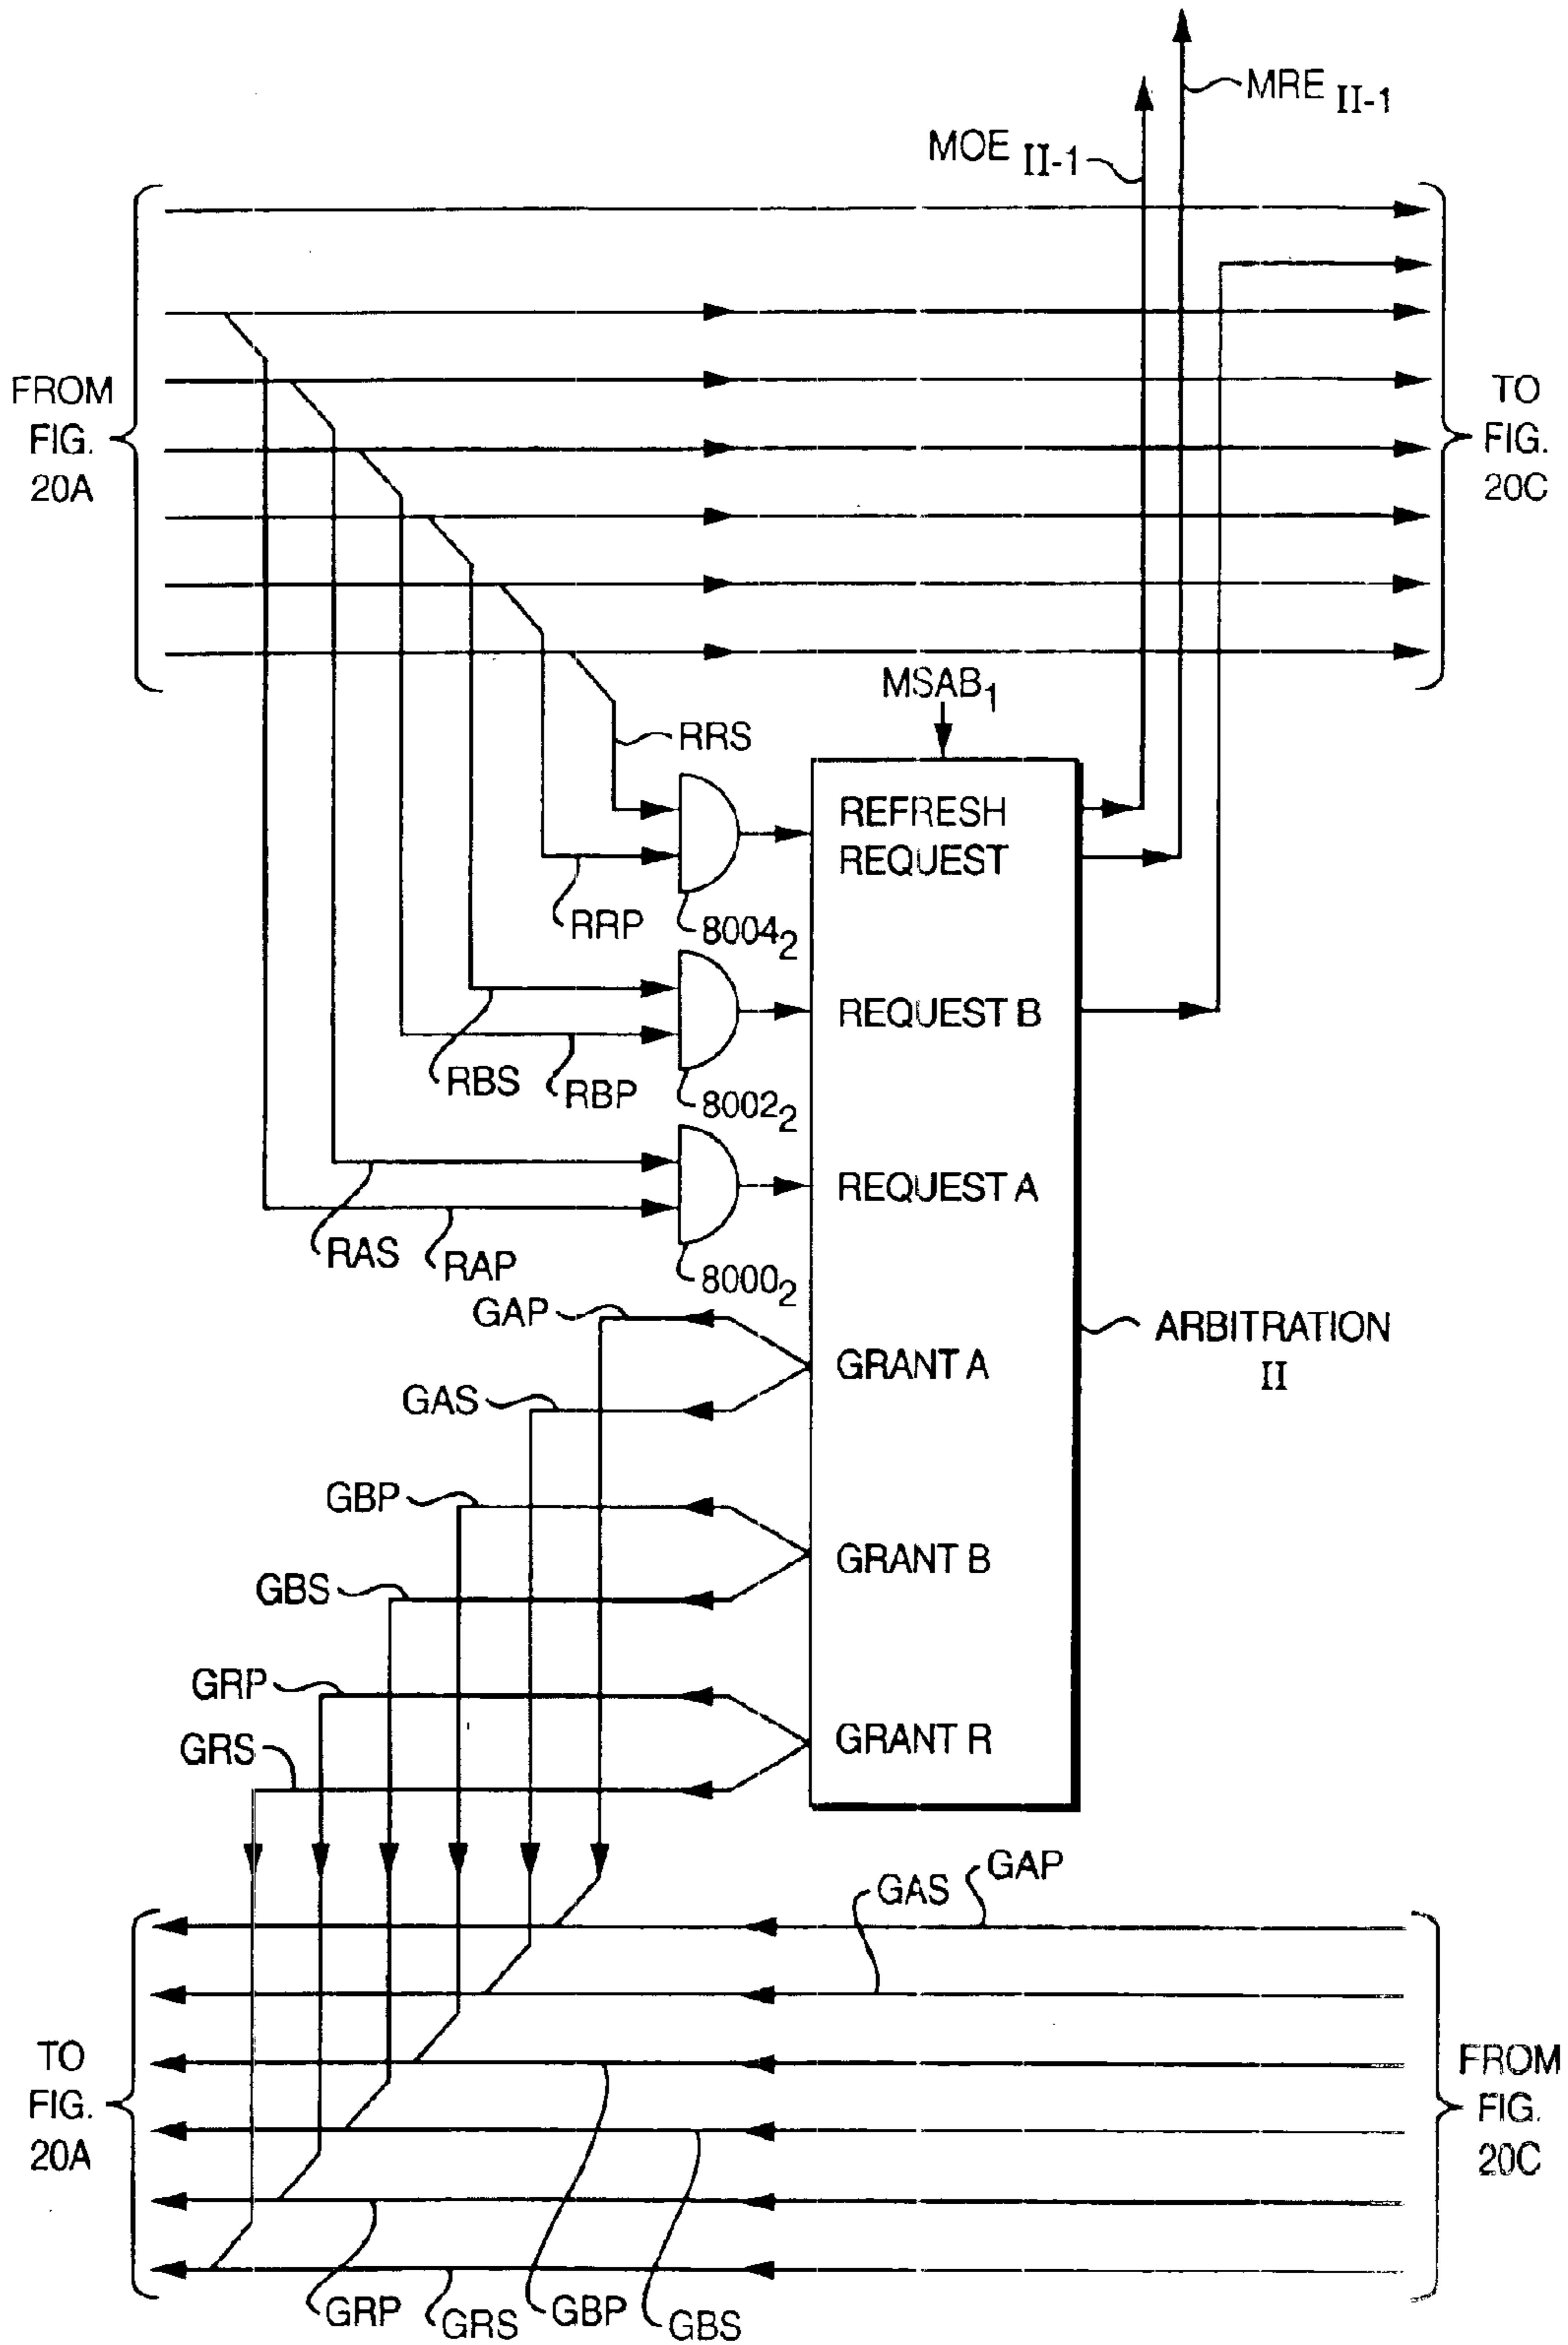 MRE II-1
MOE II-1
FROM
FIG.
20A
TO
FIG.
20C
MSAB1
RRS
REFRESH
REQUEST
RRP
80042
REQUEST B
RBS
RBP
80022
REQUEST A
RAS
RAP
80002
GAP
ARBITRATION
II
GRANT A
GAS
GBP
GRANT B
GBS
GRP
GRANT R
GRS
GAP
GAS
TO
FIG.
20A
FROM
FIG.
20C
GRP
GRS
GBP
GBS